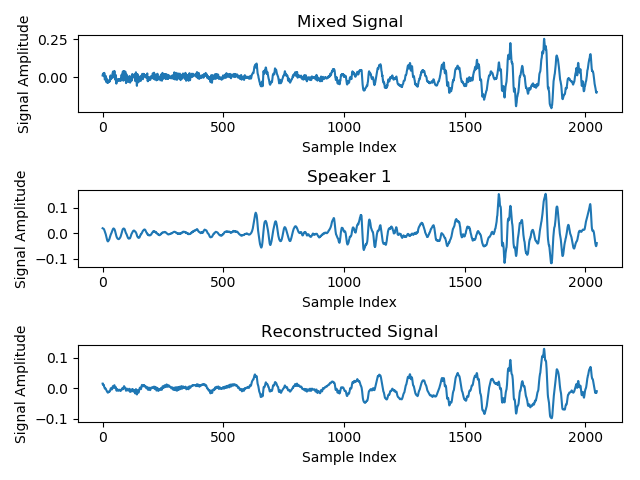 Mixed Signal
Signal Amplitude
0.25
0.00
0 500 1000 1500 2000
Sample Index
Speaker 1
Signal Amplitude
0.1
0.0
−0.1
0 500 1000 1500 2000
Sample Index
Reconstructed Signal
Signal Amplitude
0.1
0.0
−0.1
0 500 1000 1500 2000
Sample Index